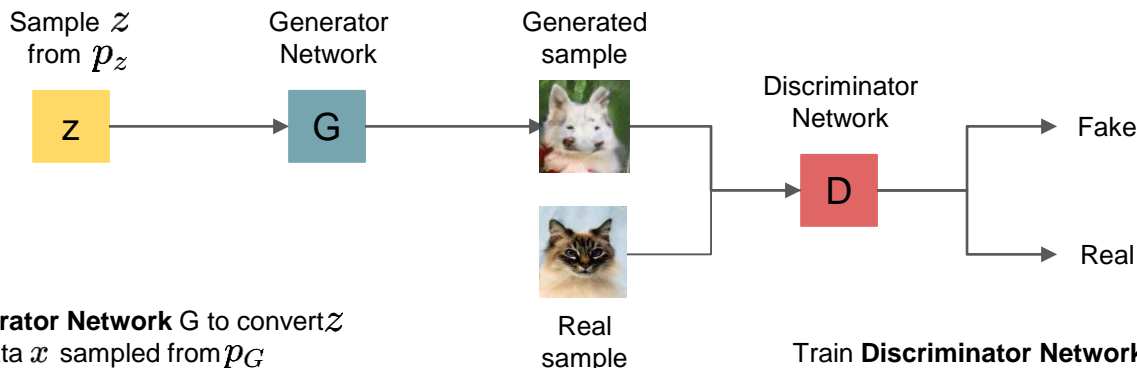 Sample z
from p_z
Generator
Network
Generated
sample
Discriminator
Network
z
G
D
Fake
Real
Real
sample
rator Network G to convert z
ta x sampled from p_G
Train Discriminator Network